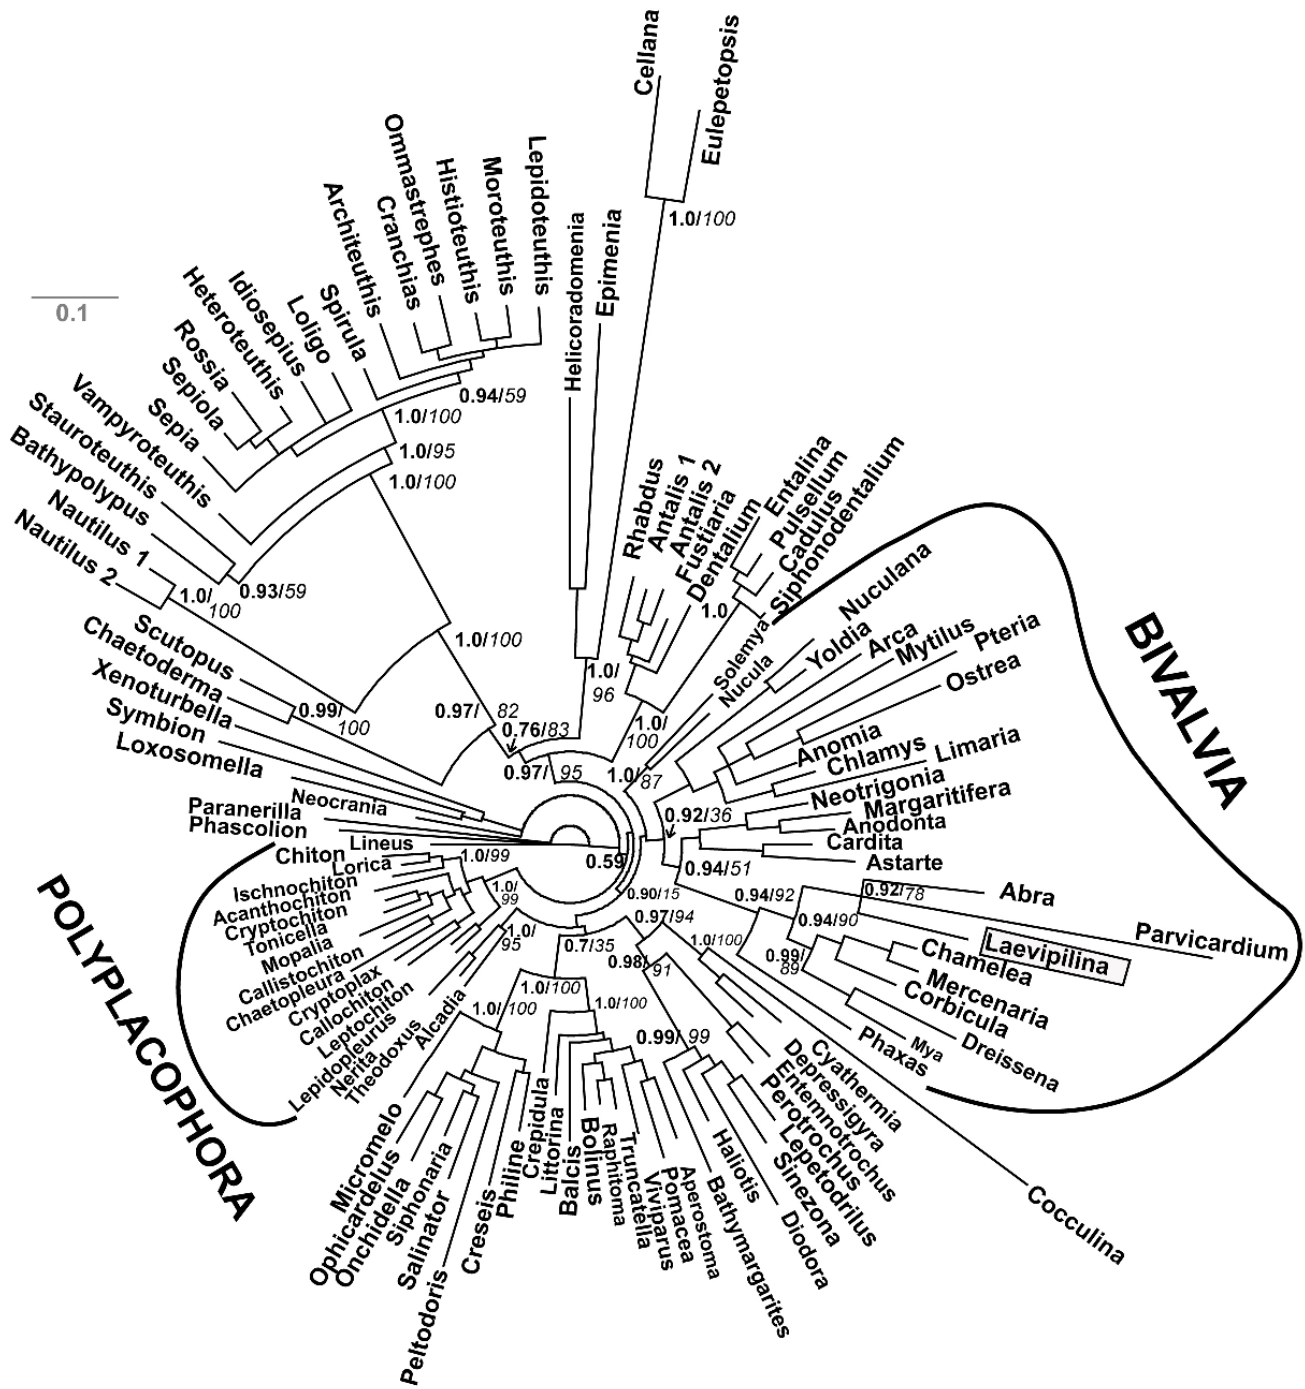 Cellana
Eulepetopsis
1.0/100
Ommastrephes
Lepidoteuthis
Histioteuthis
Moroteuthis
Cranchias
Architeuthis
Helicoradomenia
Epimenia
0.1
Heteroteuthis
Idiosepius
Loligo
Spirula
Rossia
Sepiola
Sepia
Vampyroteuthis
Stauroteuthis
Bathypolypus
Nautilus 1
Nautilus 2
0.94/59
1.0/100
1.0/95
1.0/100
0.93/59
1.0/
100
1.0/100
Scutopus
Chaetoderma
Xenoturbella
Symbion
Loxosomella
0.99/
100
0.97/
82
0.76/83
0.97/
95
1.0/
96
Rhabdus
Antalis 1
Antalis 2
Fustiaria
Dentalium
Entalina
Pulsellum
Cadulus
Siphonodentalium
1.0
1.0/
100
1.0/
87
Solemya
Nucula
Nuculana
Yoldia
Arca
Mytilus
Pteria
Ostrea
BIVALVIA
Anomia
Chlamys
Limaria
Neotrigonia
Margaritifera
Anodonta
Cardita
Astarte
0.92/36
0.94/51
Abra
Parvicardium
Laevipilina
0.92/78
0.94/92
0.94/90
0.99/
89
Chamelea
Mercenaria
Corbicula
Dreissena
Mya
Phaxas
Paranerilla
Neocrania
Phascolion
Lineus
0.59
POLYPLACOPHORA
Chiton
Lorica
Ischnochiton
Acanthochiton
Cryptochiton
Tonicella
Mopalia
Callistochiton
Chaetopleura
Cryptoplax
Callochiton
Leptochiton
Lepidopleurus
1.0/99
1.0/
99
1.0/
95
Nerita
Theodoxus
Alcadia
0.90/15
0.97/94
1.0/100
0.7/35
0.98/
91
1.0/100
1.0/100
1.0/100
0.99/
99
Micromelo
Ophicardelus
Onchidella
Siphonaria
Salinator
Peltodoris
Creseis
Philine
Crepidula
Littorina
Balcis
Bolinus
Raphitoma
Truncatella
Viviparus
Pomacea
Aperostoma
Bathymargarites
Haliotis
Diodora
Sinezona
Lepetodrilus
Perotrochus
Entemnotrochus
Depressigyra
Cyathermia
Cocculina